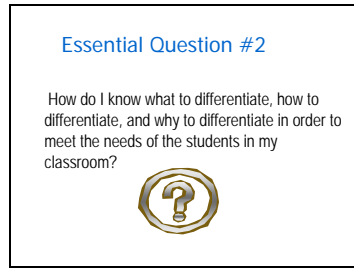 Essential Question #2
How do I know what to differentiate, how to
differentiate, and why to differentiate in order to
meet the needs of the students in my
classroom?
?